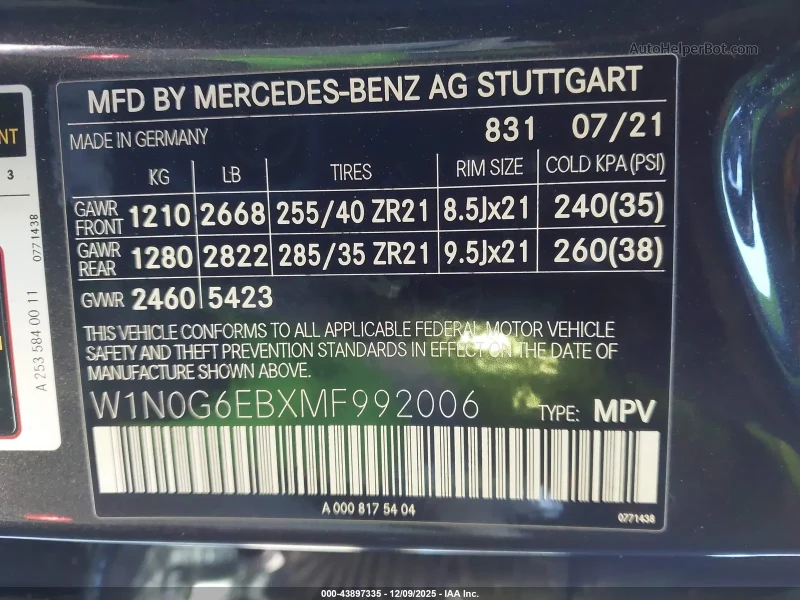 AutoHelperBot.com
MFD BY MERCEDES-BENZ AG STUTTGART
MADE IN GERMANY 831 07/21
KG LB TIRES RIM SIZE COLD KPA (PSI)
GAWR FRONT 1210 2668 255/40 ZR21 8.5Jx21 240(35)
GAWR REAR 1280 2822 285/35 ZR21 9.5Jx21 260(38)
GVWR 2460 5423
THIS VEHICLE CONFORMS TO ALL APPLICABLE FEDERAL MOTOR VEHICLE
SAFETY AND THEFT PREVENTION STANDARDS IN EFFECT ON THE DATE OF
MANUFACTURE SHOWN ABOVE.
W1N0G6EBXMF992006 TYPE: MPV
A 000 817 54 04
0771438
NT
3
0771438
A 253 584 00 11
000-43897335 - 12/09/2025 - IAA Inc.